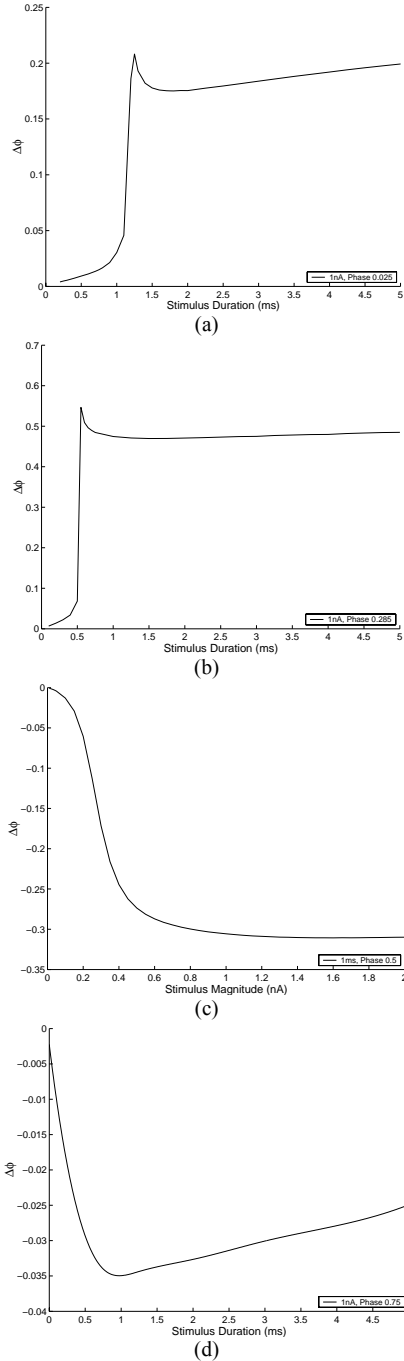 0.25
0.2
0.15
0.1
0.05
0
Δϕ
0 0.5 1 1.5 2 2.5 3 3.5 4 4.5 5
Stimulus Duration (ms)
1nA, Phase 0.025
(a)
0.7
0.6
0.5
0.4
0.3
0.2
0.1
0
Δϕ
0 0.5 1 1.5 2 2.5 3 3.5 4 4.5 5
Stimulus Duration (ms)
1nA, Phase 0.285
(b)
0
−0.05
−0.1
−0.15
−0.2
−0.25
−0.3
−0.35
Δϕ
0 0.2 0.4 0.6 0.8 1 1.2 1.4 1.6 1.8 2
Stimulus Magnitude (nA)
1ms, Phase 0.5
(c)
0
−0.005
−0.01
−0.015
−0.02
−0.025
−0.03
−0.035
−0.04
Δϕ
0 0.5 1 1.5 2 2.5 3 3.5 4 4.5
Stimulus Duration (ms)
1nA, Phase 0.75
(d)